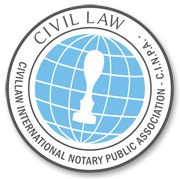 CIVIL LAW
CIVILLAW INTERNATIONAL NOTARY PUBLIC ASSOCIATION - C.I.N.P.A. -